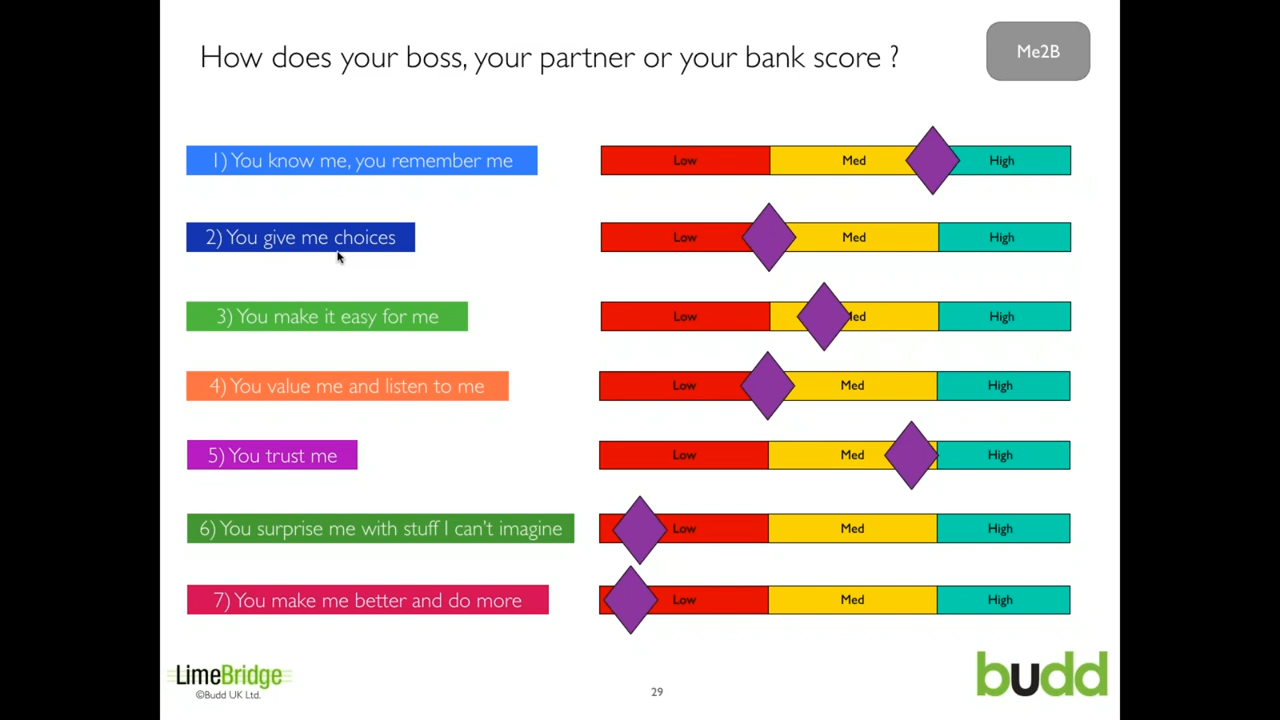 How does your boss, your partner or your bank score ?
Me2B
1) You know me, you remember me
Low Med High
2) You give me choices
Low Med High
3) You make it easy for me
Low Med High
4) You value me and listen to me
Low Med High
5) You trust me
Low Med High
6) You surprise me with stuff I can't imagine
Low Med High
7) You make me better and do more
Low Med High
LimeBridge
©Budd UK Ltd.
29
budd